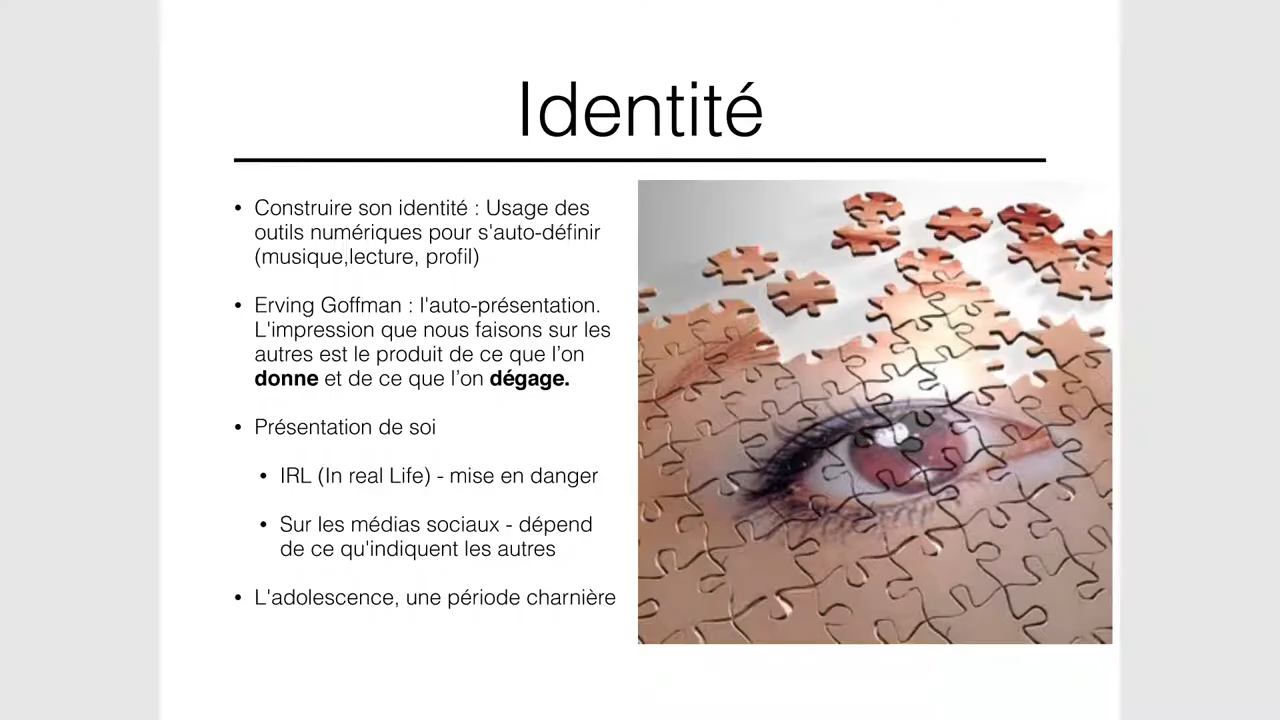 Identité
• Construire son identité : Usage des
outils numériques pour s'auto-définir
(musique,lecture, profil)
• Erving Goffman : l'auto-présentation.
L'impression que nous faisons sur les
autres est le produit de ce que l’on
donne et de ce que l’on dégage.
• Présentation de soi
• IRL (In real Life) - mise en danger
• Sur les médias sociaux - dépend
de ce qu'indiquent les autres
• L'adolescence, une période charnière